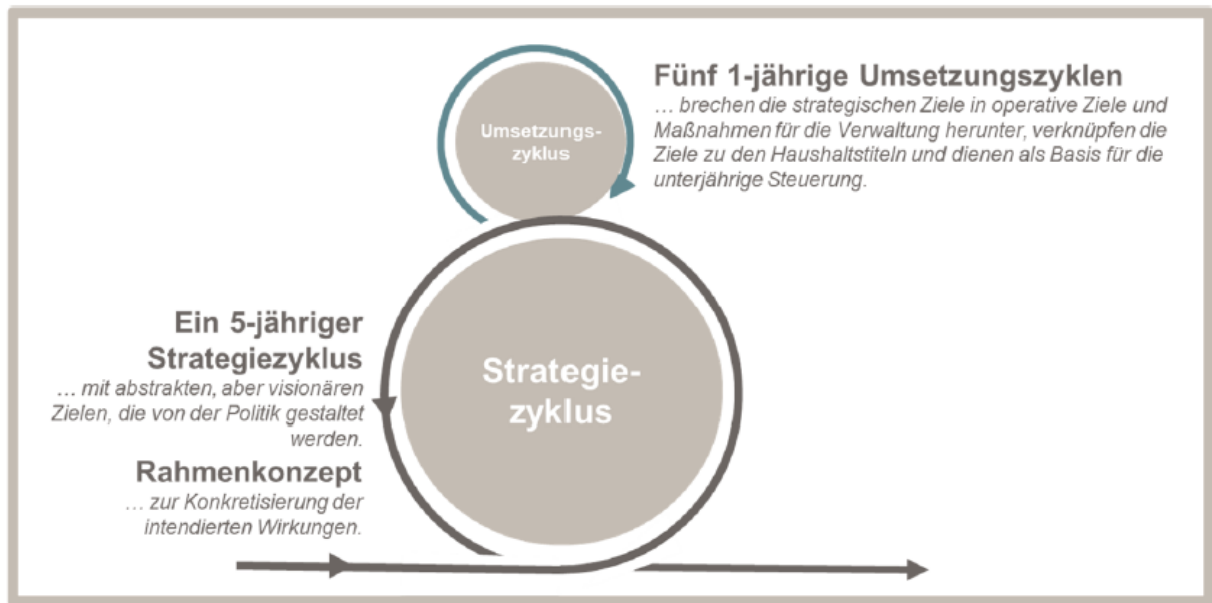 Fünf 1-jährige Umsetzungszyklen
... brechen die strategischen Ziele in operative Ziele und
Maßnahmen für die Verwaltung herunter, verknüpfen die
Ziele zu den Haushaltstiteln und dienen als Basis für die
unterjährige Steuerung.
Umsetzungs-
zyklus
Ein 5-jähriger
Strategiezyklus
... mit abstrakten, aber visionären
Zielen, die von der Politik gestaltet
werden.
Rahmenkonzept
... zur Konkretisierung der
intendierten Wirkungen.
Strategie-
zyklus